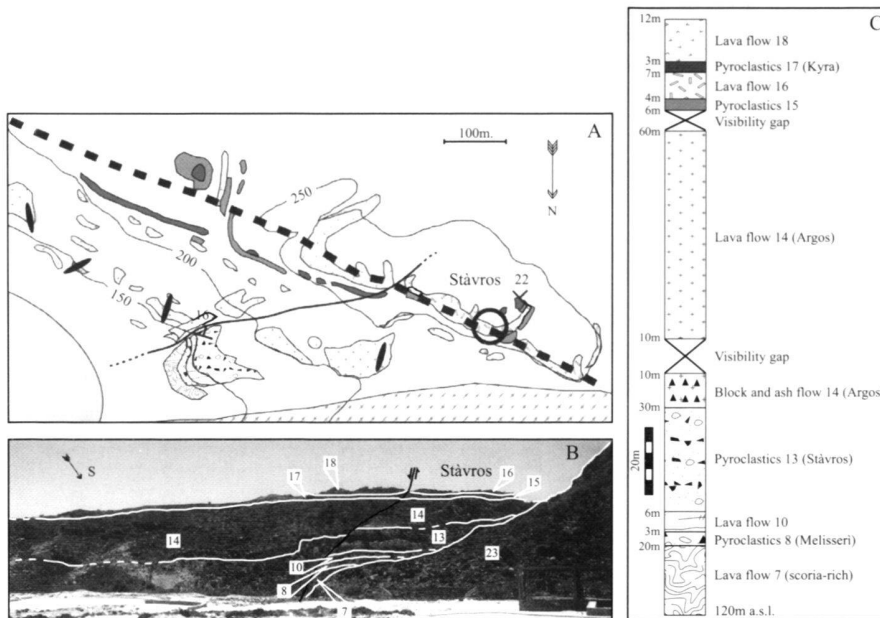 A
100m.
N
250
200
150
16
Stàvros
22
B
S
Stàvros
18
17
16
15
14
14
13
23
10
8
7
C
12m
Lava flow 18
3m
Pyroclastics 17 (Kyra)
7m
Lava flow 16
4m
Pyroclastics 15
6m
Visibility gap
60m
Lava flow 14 (Argos)
10m
Visibility gap
10m
Block and ash flow 14 (Argos
30m
20m
Pyroclastics 13 (Stàvros)
6m
Lava flow 10
3m
Pyroclastics 8 (Melisseri)
20m
Lava flow 7 (scoria-rich)
120m a.s.l.